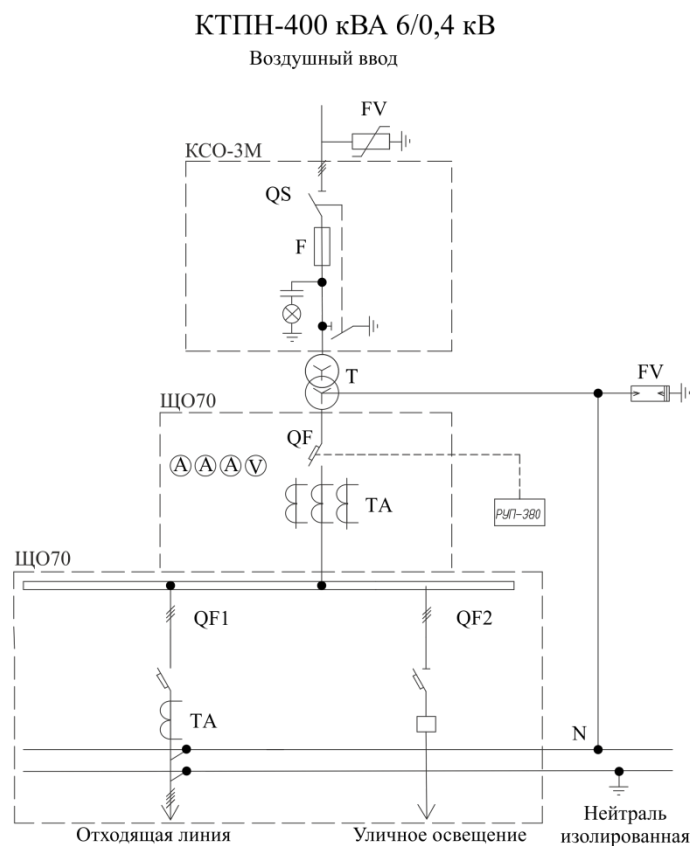 КТПН-400 кВА 6/0,4 кВ
Воздушный ввод
FV
КСО-3М
QS
F
T
FV
ЩО70
QF
A A A V
TA
РУП-380
ЩО70
QF1
QF2
TA
N
Отходящая линия
Уличное освещение
Нейтраль
изолированная